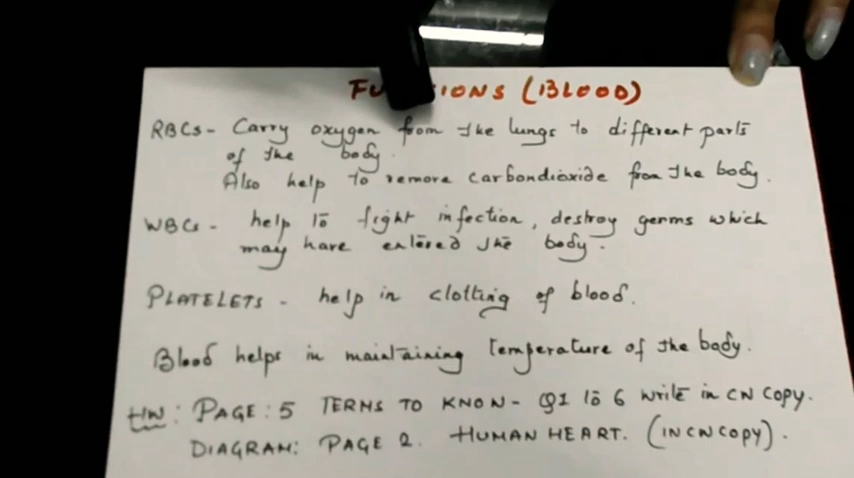 (BLOOD)
RBCs - Carry oxygen from the lungs to different parts
of the body.
Also help to remove carbondioxide from the body.
WBCs - help to fight infection, destroy germs which
may have entered the body.
PLATELETS - help in clotting of blood.
Blood helps in maintaining temperature of the body.
HW: PAGE: 5 TERMS TO KNOW - Q1 to 6 write in CN copy.
DIAGRAM: PAGE 2. HUMAN HEART. (IN CN COPY).